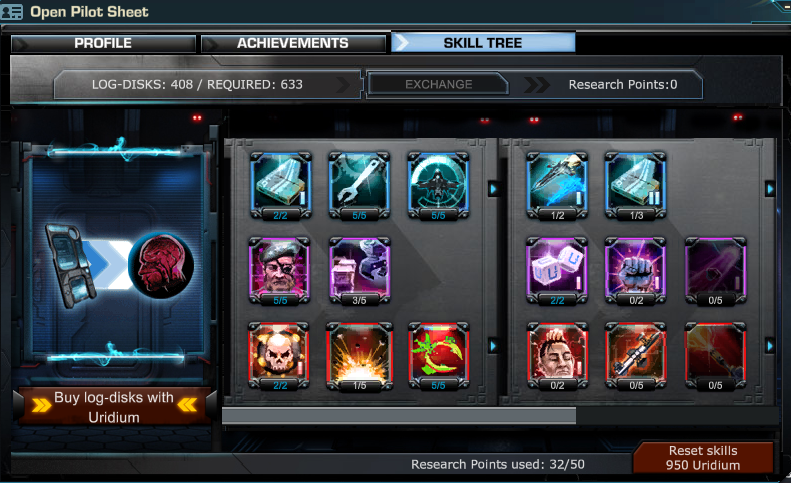 Open Pilot Sheet
PROFILE
ACHIEVEMENTS
SKILL TREE
LOG-DISKS: 408 / REQUIRED: 633
EXCHANGE
Research Points:0
2/2
5/5
5/5
1/2
1/3
5/5
3/5
2/2
0/2
0/5
2/2
1/5
5/5
0/2
0/5
0/5
Buy log-disks with
Uridium
Research Points used: 32/50
Reset skills
950 Uridium